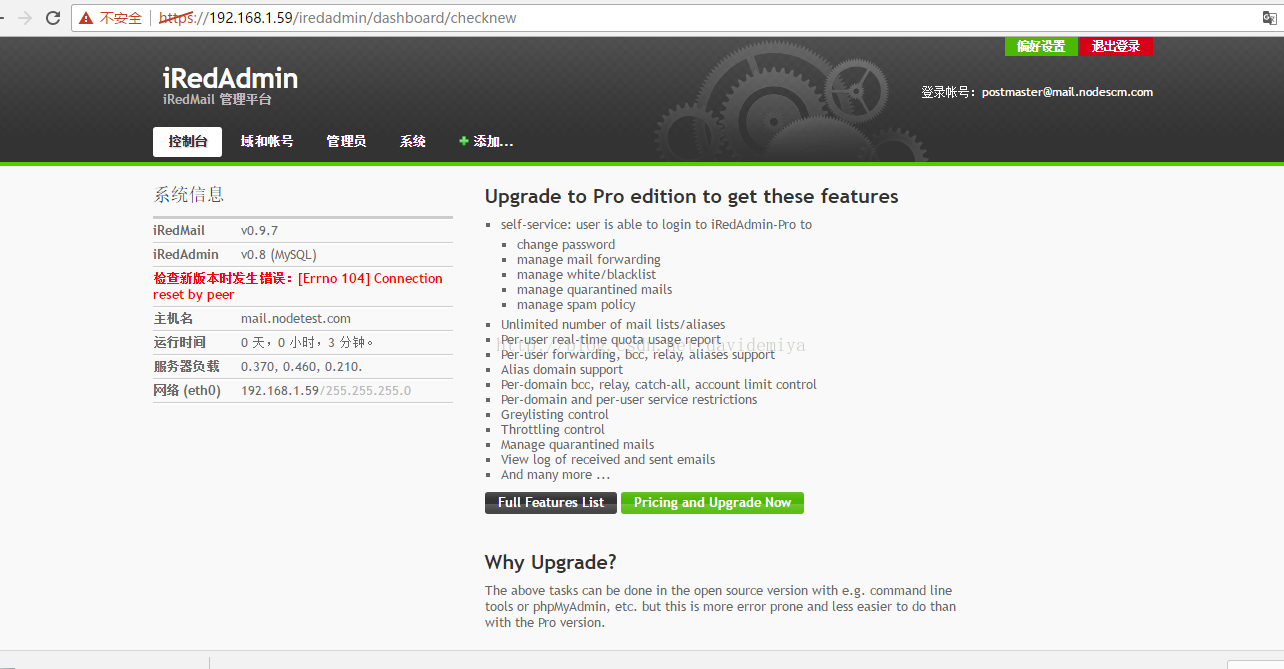 不安全 https://192.168.1.59/iredadmin/dashboard/checknew
偏好设置 退出登录
iRedAdmin
iRedMail 管理平台
登录帐号：postmaster@mail.nodescm.com
控制台 域和帐号 管理员 系统 添加...
系统信息
iRedMail v0.9.7
iRedAdmin v0.8 (MySQL)
检查新版本时发生错误：[Errno 104] Connection
reset by peer
主机名 mail.nodetest.com
运行时间 0 天，0 小时，3 分钟。
服务器负载 0.370, 0.460, 0.210.
网络 (eth0) 192.168.1.59/255.255.255.0
Upgrade to Pro edition to get these features
self-service: user is able to login to iRedAdmin-Pro to
change password
manage mail forwarding
manage white/blacklist
manage quarantined mails
manage spam policy
Unlimited number of mail lists/aliases
Per-user real-time quota usage report
http://blog.csdn.net/davidemiya
Per-user forwarding, bcc, relay, aliases support
Alias domain support
Per-domain bcc, relay, catch-all, account limit control
Per-domain and per-user service restrictions
Greylisting control
Throttling control
Manage quarantined mails
View log of received and sent emails
And many more ...
Full Features List Pricing and Upgrade Now
Why Upgrade?
The above tasks can be done in the open source version with e.g. command line
tools or phpMyAdmin, etc. but this is more error prone and less easier to do than
with the Pro version.